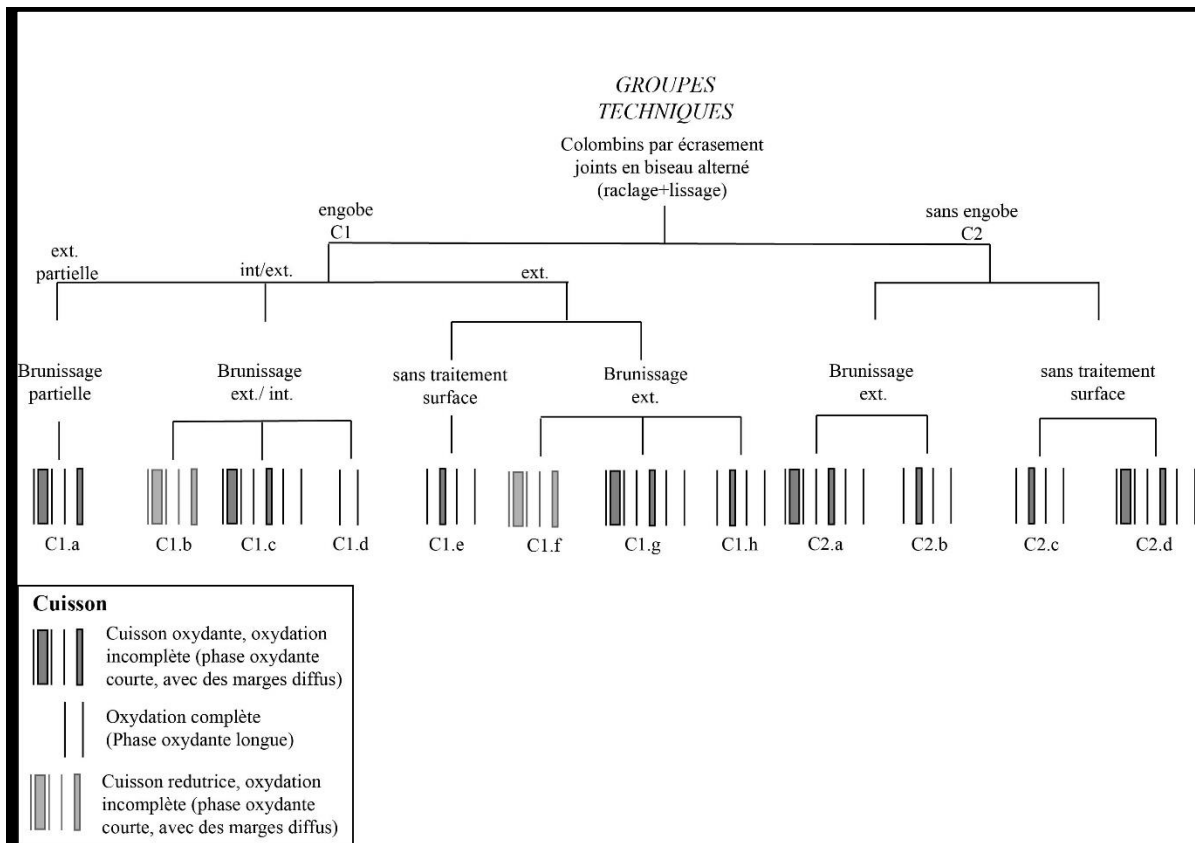 GROUPES
TECHNIQUES
Colombins par écrasement
joints en biseau alterné
(raclage+lissage)
engobe
C1
sans engobe
C2
ext.
partielle
int/ext.
ext.
Brunissage
partielle
Brunissage
ext./ int.
sans traitement
surface
Brunissage
ext.
Brunissage
ext.
sans traitement
surface
C1.a
C1.b
C1.c
C1.d
C1.e
C1.f
C1.g
C1.h
C2.a
C2.b
C2.c
C2.d
Cuisson
Cuisson oxydante, oxydation
incomplète (phase oxydante
courte, avec des marges diffus)
Oxydation complète
(Phase oxydante longue)
Cuisson redutrice, oxydation
incomplète (phase oxydante
courte, avec des marges diffus)